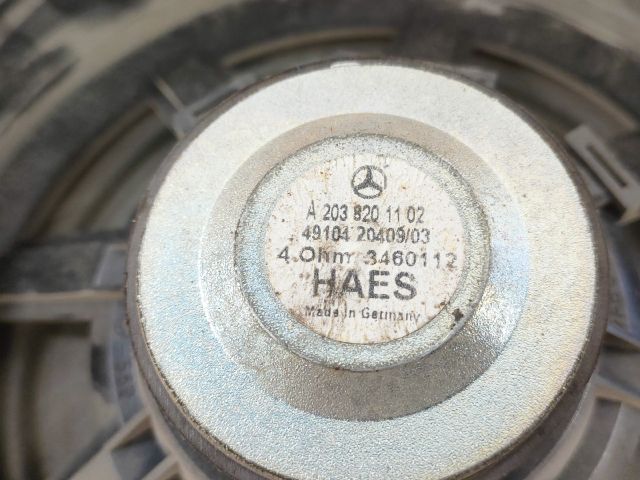 A 203 820 11 02
49104 20409/03
4.Ohm 3460112
HAES
Made in Germany